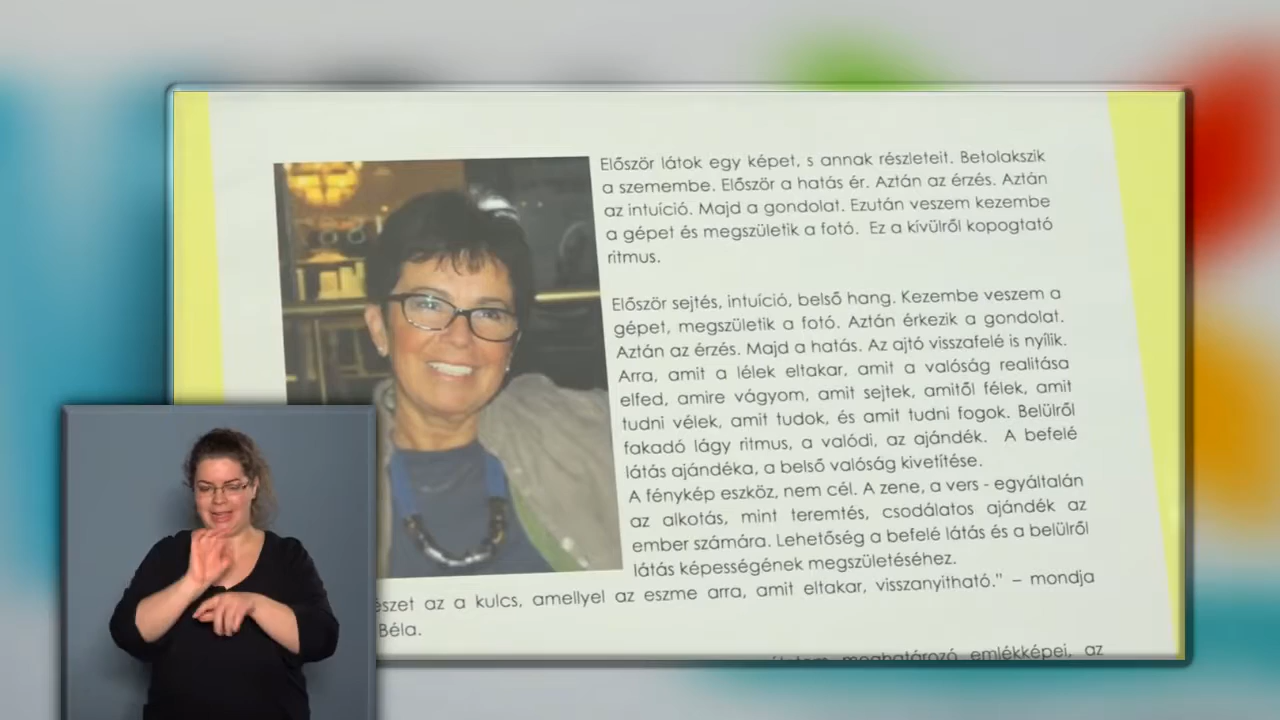 Először látok egy képet, s annak részleteit. Betolakszik
a szemembe. Először a hatás ér. Aztán az érzés. Aztán
az intuíció. Majd a gondolat. Ezután veszem kezembe
a gépet és megszületik a fotó. Ez a kívülről kopogtató
ritmus.
Először sejtés, intuíció, belső hang. Kezembe veszem a
gépet, megszületik a fotó. Aztán érkezik a gondolat.
Aztán az érzés. Majd a hatás. Az ajtó visszafelé is nyílik.
Arra, amit a lélek eltakar, amit a valóság realitása
elfed, amire vágyom, amit sejtek, amitől félek, amit
tudni vélek, amit tudok, és amit tudni fogok. Belülről
fakadó lágy ritmus, a valódi, az ajándék. A befelé
látás ajándéka, a belső valóság kivetítése.
A fénykép eszköz, nem cél. A zene, a vers - egyáltalán
az alkotás, mint teremtés, csodálatos ajándék az
ember számára. Lehetőség a befelé látás és a belülről
látás képességének megszületéséhez.
az a kulcs, amellyel az eszme arra, amit eltakar, visszanyitható." – mondja
Béla.
meghatározó emlékképei, az